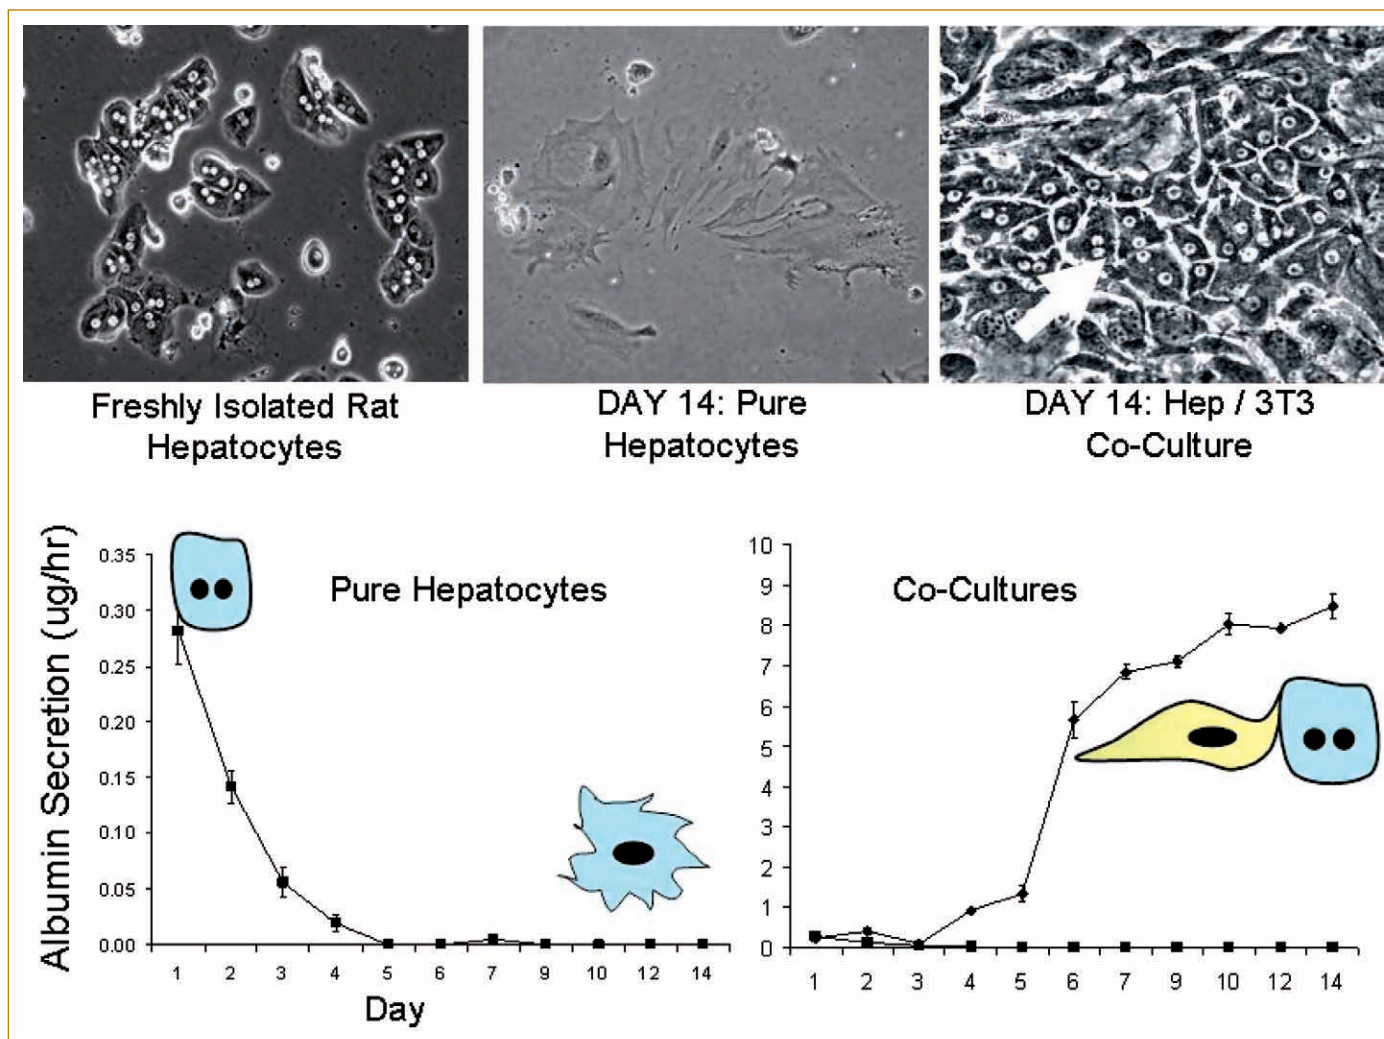 Freshly Isolated Rat
Hepatocytes
DAY 14: Pure
Hepatocytes
DAY 14: Hep / 3T3
Co-Culture
Albumin Secretion (ug/hr)
0.35
0.30
0.25
0.20
0.15
0.10
0.05
0.00
Pure Hepatocytes
1 2 3 4 5 6 7 9 10 12 14
Day
10
9
8
7
6
5
4
3
2
1
0
Co-Cultures
1 2 3 4 5 6 7 9 10 12 14